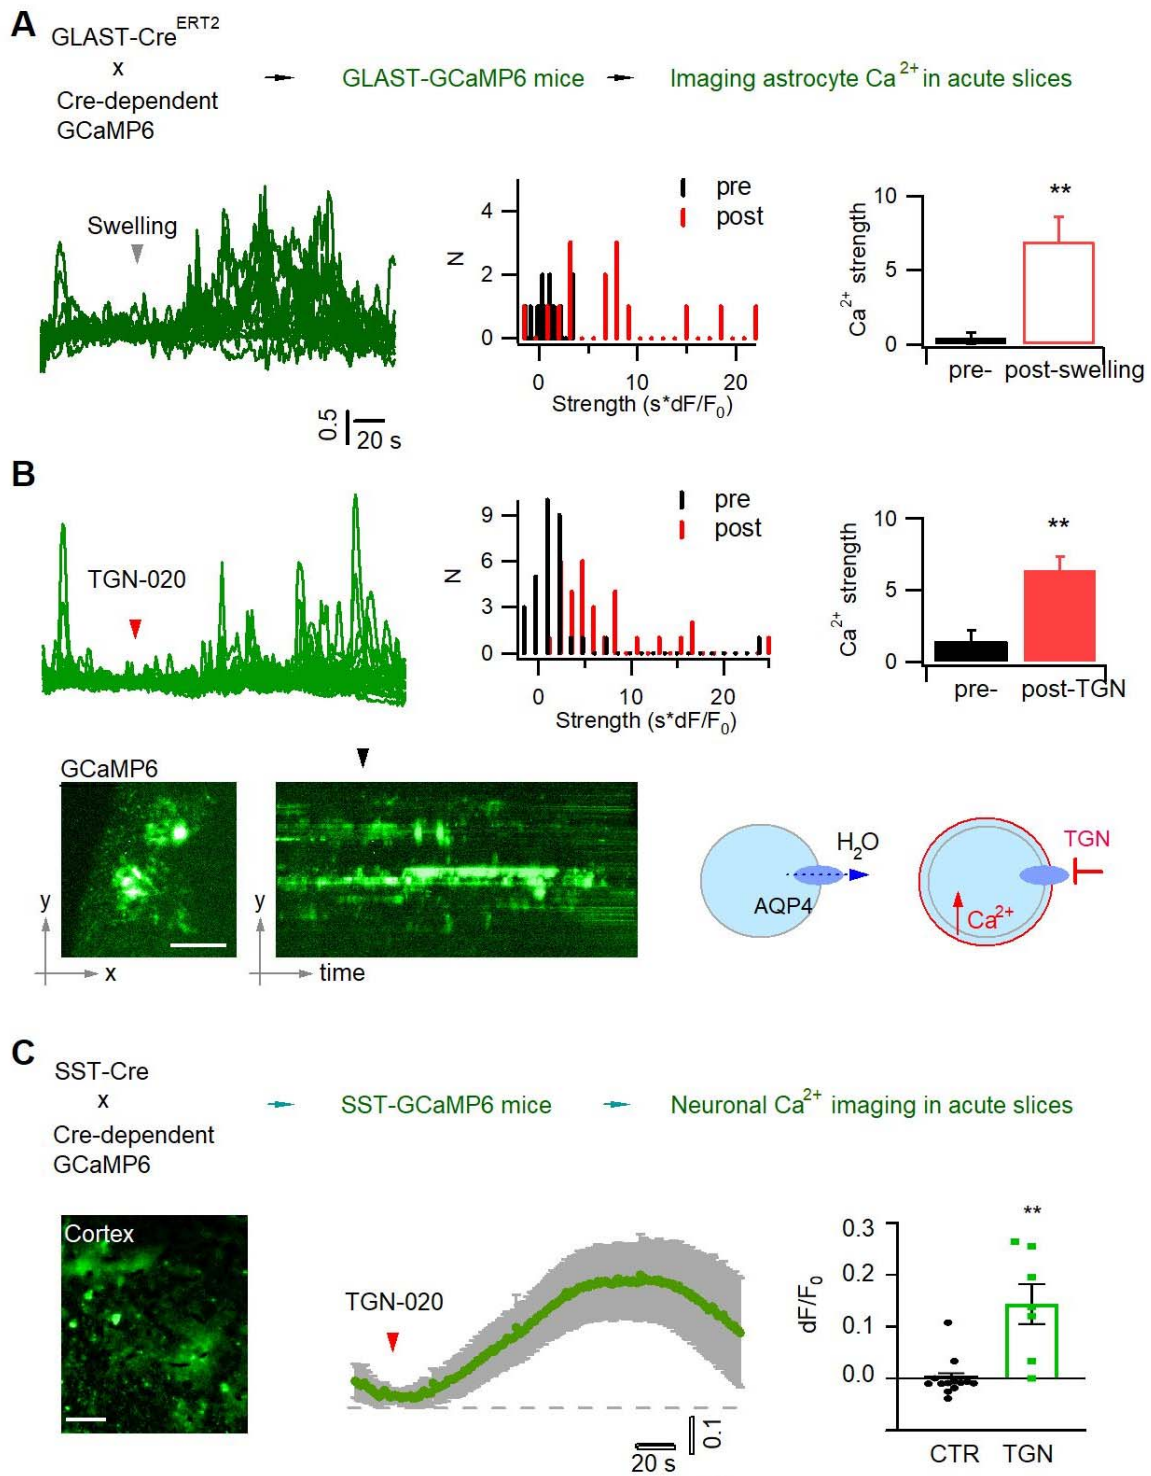 A
GLAST-Cre^ERT2
x
Cre-dependent
GCaMP6
GLAST-GCaMP6 mice
Imaging astrocyte Ca²⁺ in acute slices
Swelling
0.5
20 s
N
4
2
0
pre
post
0 10 20
Strength (s*dF/F₀)
Ca²⁺ strength
10
5
0
**
pre- post-swelling
B
TGN-020
N
9
6
3
0
pre
post
0 10 20
Strength (s*dF/F₀)
Ca²⁺ strength
10
5
0
**
pre- post-TGN
GCaMP6
y
x
y
time
H₂O
AQP4
TGN
Ca²⁺
C
SST-Cre
x
Cre-dependent
GCaMP6
SST-GCaMP6 mice
Neuronal Ca²⁺ imaging in acute slices
Cortex
TGN-020
0.1
20 s
dF/F₀
0.3
0.2
0.1
0.0
**
CTR TGN